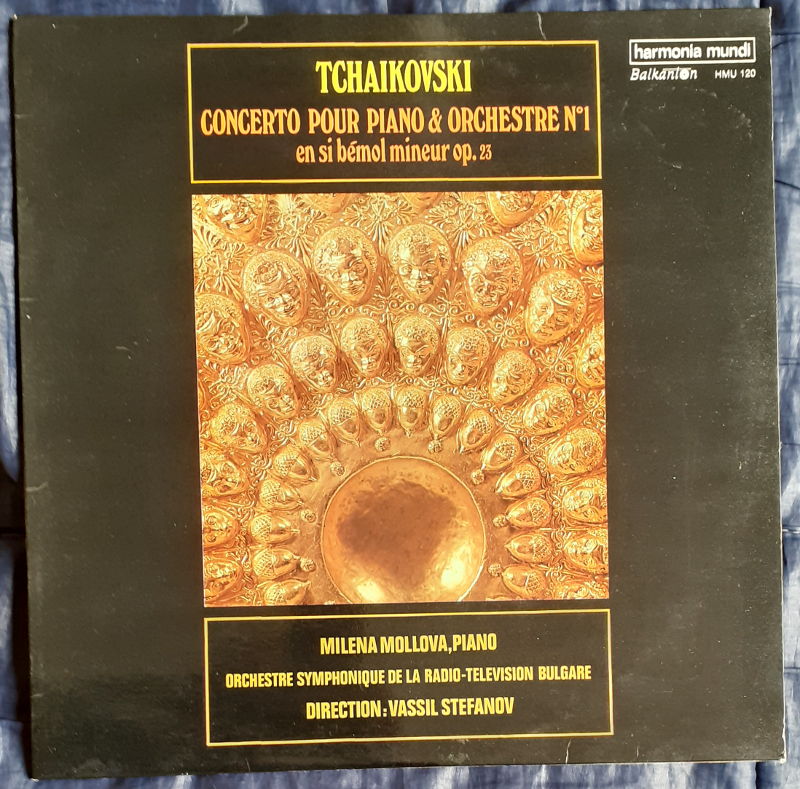 TCHAIKOVSKI
CONCERTO POUR PIANO & ORCHESTRE N°1
en si bémol mineur op. 23
harmonia mundi
Balkanton HMU 120
MILENA MOLLOVA, PIANO
ORCHESTRE SYMPHONIQUE DE LA RADIO-TELEVISION BULGARE
DIRECTION: VASSIL STEFANOV